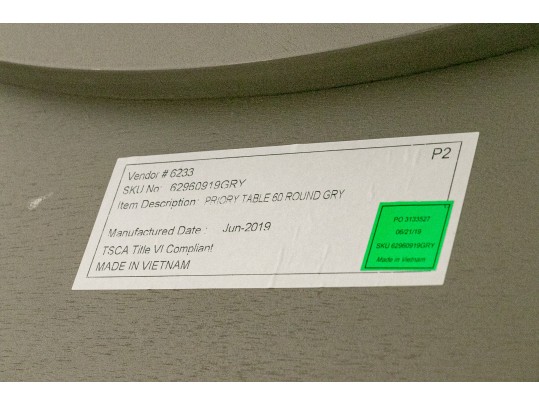 P2
Vendor # 6233
SKU No: 62960919GRY
Item Description: PRIORY TABLE 60 ROUND GRY
Manufactured Date : Jun-2019
TSCA Title VI Compliant
MADE IN VIETNAM
PO 3133527
06/21/19
SKU 62960919GRY
Made in Vietnam